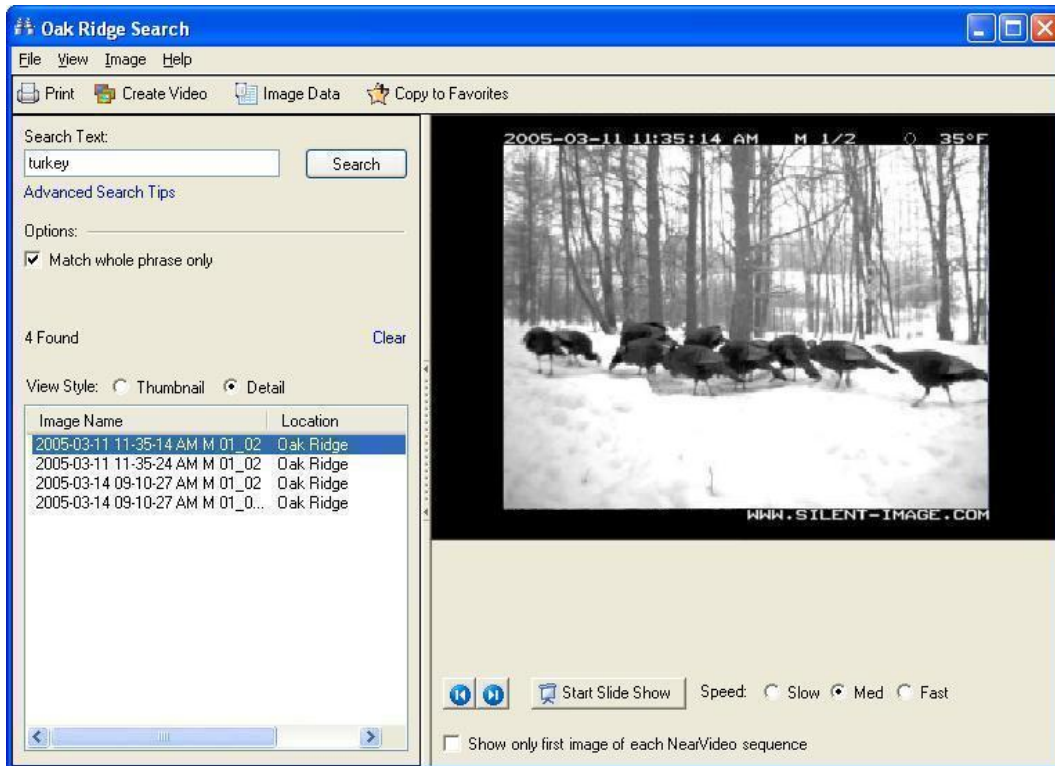 Oak Ridge Search
File View Image Help
Print Create Video Image Data Copy to Favorites
Search Text:
turkey
Search
Advanced Search Tips
Options:
Match whole phrase only
4 Found
Clear
View Style: Thumbnail Detail
Image Name Location
2005-03-11 11-35-14 AM M 01_02 Oak Ridge
2005-03-11 11-35-24 AM M 01_02 Oak Ridge
2005-03-14 09-10-27 AM M 01_02 Oak Ridge
2005-03-14 09-10-27 AM M 01_0... Oak Ridge
2005-03-11 11:35:14 AM M 1/2 35°F
WWW.SILENT-IMAGE.COM
Start Slide Show Speed: Slow Med Fast
Show only first image of each NearVideo sequence